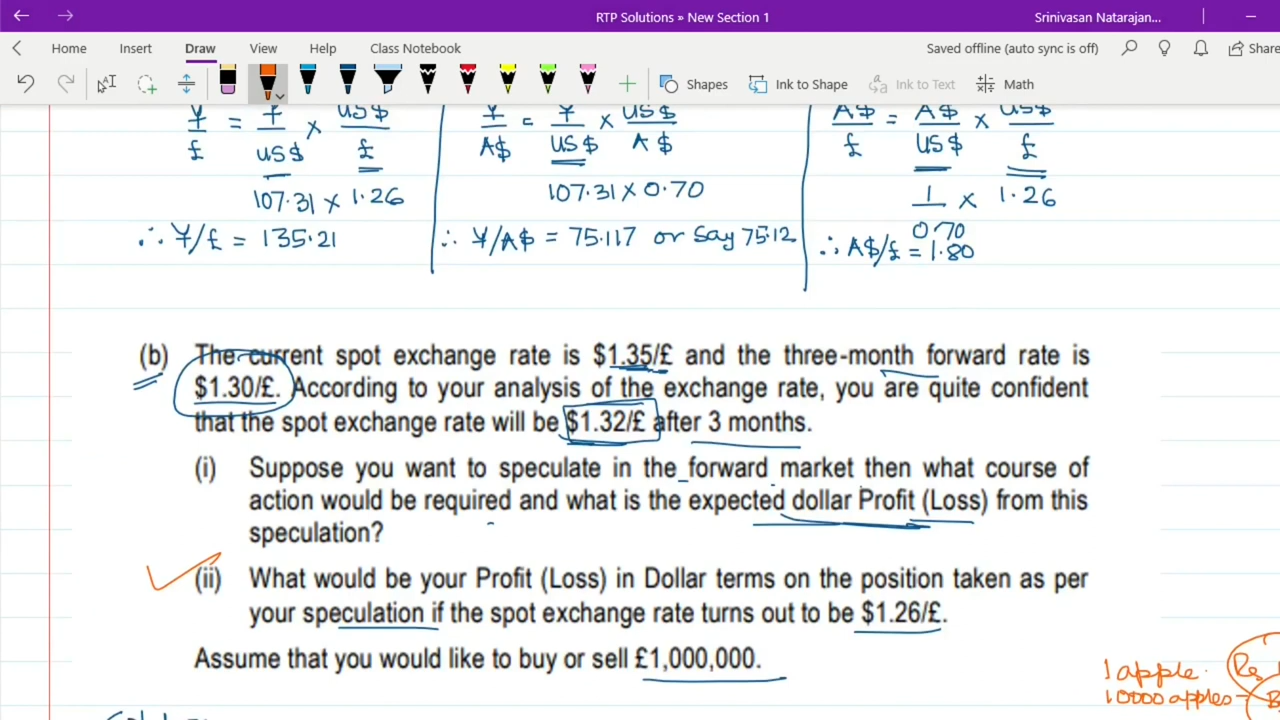 RTP Solutions » New Section 1
Srinivasan Natarajan...
Home Insert Draw View Help Class Notebook
Saved offline (auto sync is off)
Share
Shapes Ink to Shape Ink to Text Math
¥/£ = ¥/US$ × US$/£
107.31 × 1.26
∴ ¥/£ = 135.21
¥/A$ = ¥/US$ × US$/A$
107.31 × 0.70
∴ ¥/A$ = 75.117 or say 75.12
A$/£ = A$/US$ × US$/£
1/0.70 × 1.26
∴ A$/£ = 1.80
(b) The current spot exchange rate is $1.35/£ and the three-month forward rate is
$1.30/£. According to your analysis of the exchange rate, you are quite confident
that the spot exchange rate will be $1.32/£ after 3 months.
(i) Suppose you want to speculate in the forward market then what course of
action would be required and what is the expected dollar Profit (Loss) from this
speculation?
(ii) What would be your Profit (Loss) in Dollar terms on the position taken as per
your speculation if the spot exchange rate turns out to be $1.26/£.
Assume that you would like to buy or sell £1,000,000.
1 apple. Rs
10000 apples-